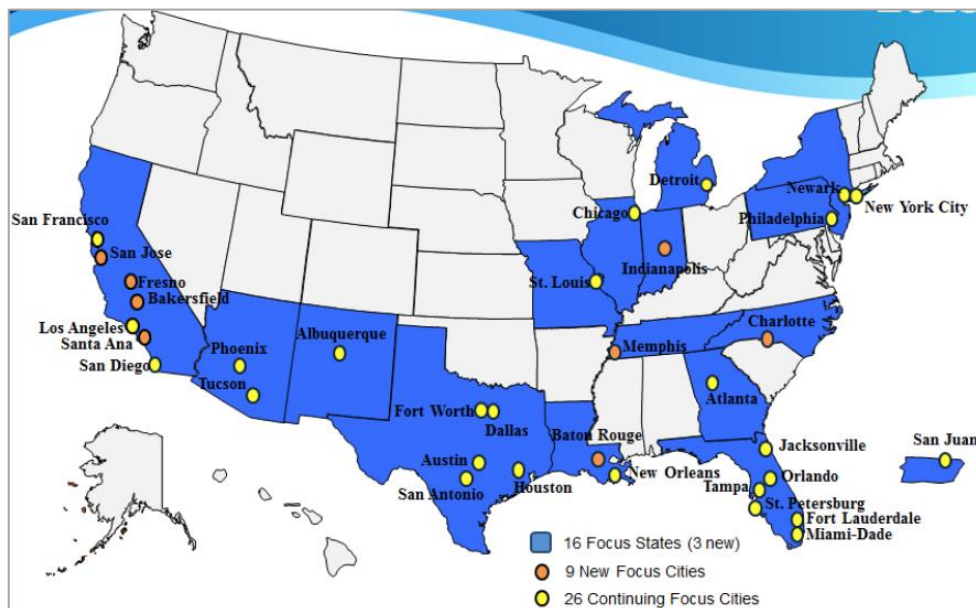 Detroit
Newark
New York City
Chicago
Philadelphia
San Francisco
San Jose
Indianapolis
St. Louis
Fresno
Bakersfield
Los Angeles
Santa Ana
Albuquerque
Charlotte
Memphis
Phoenix
San Diego
Tucson
Atlanta
Fort Worth
Dallas
Baton Rouge
Jacksonville
San Juan
Austin
New Orleans
Orlando
San Antonio
Houston
Tampa
St. Petersburg
Fort Lauderdale
Miami-Dade
16 Focus States (3 new)
9 New Focus Cities
26 Continuing Focus Cities